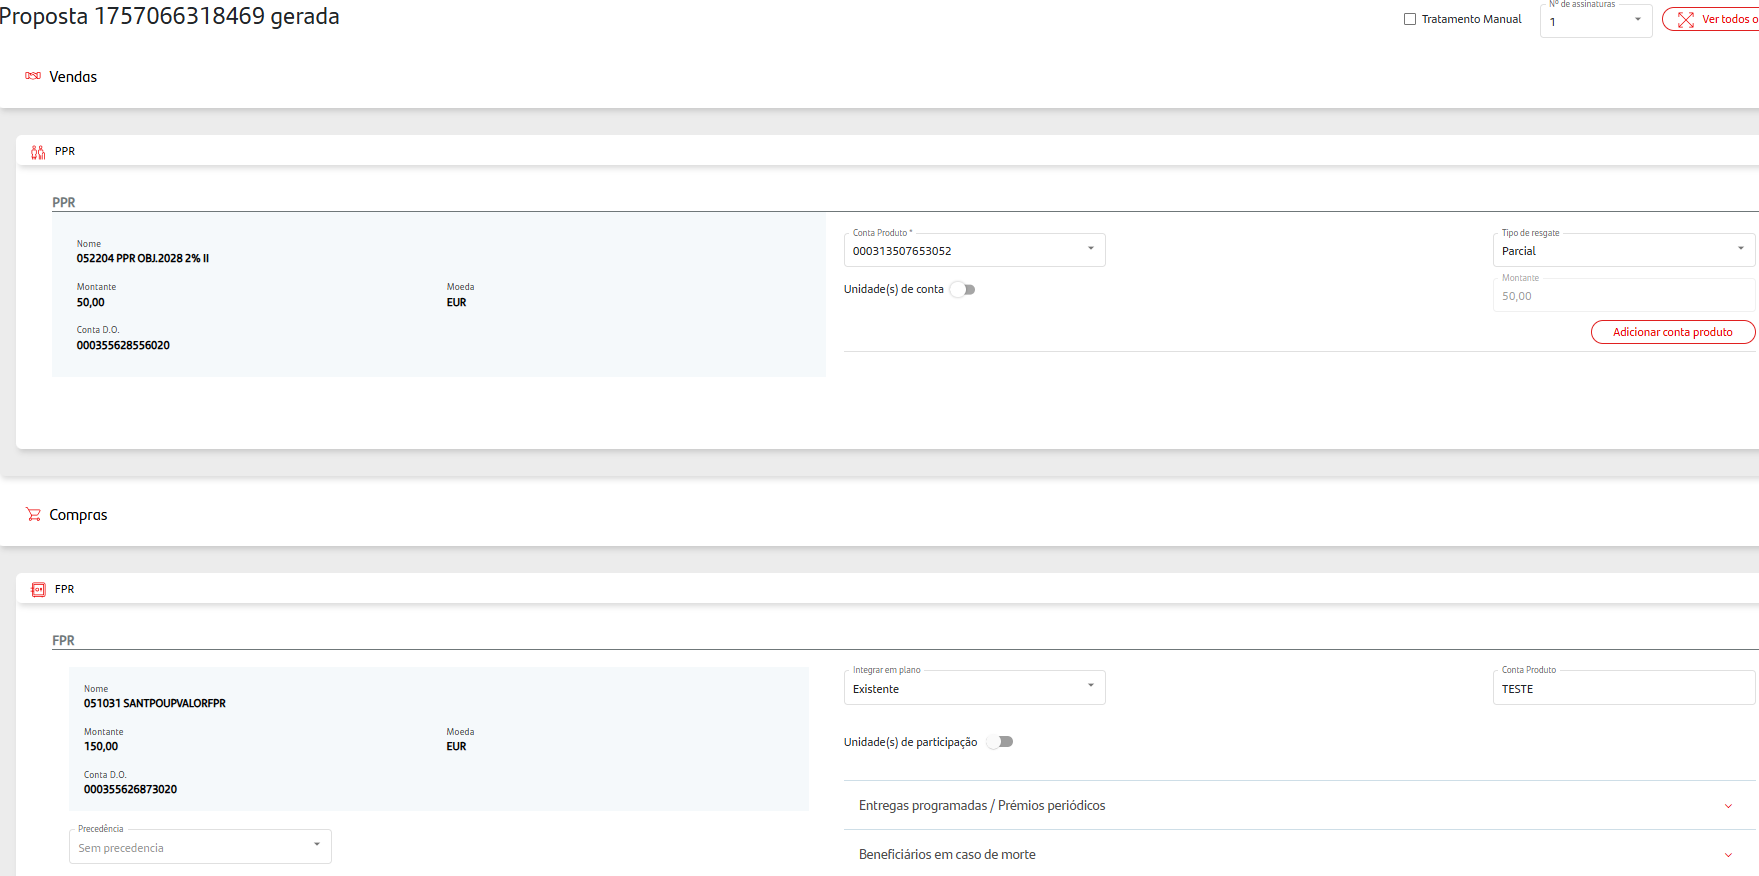 Proposta 1757066318469 gerada
Tratamento Manual
Nº de assinaturas
1
Ver todos o
Vendas
PPR
PPR
Nome
052204 PPR OBJ.2028 2% II
Montante
50,00
Moeda
EUR
Conta D.O.
000355628556020
Conta Produto *
000313507653052
Unidade(s) de conta
Tipo de resgate
Parcial
Montante
50,00
Adicionar conta produto
Compras
FPR
FPR
Nome
051031 SANTPOUPVALORFPR
Montante
150,00
Moeda
EUR
Conta D.O.
000355626873020
Precedência
Sem precedencia
Integrar em plano
Existente
Conta Produto
TESTE
Unidade(s) de participação
Entregas programadas / Prémios periódicos
Beneficiários em caso de morte